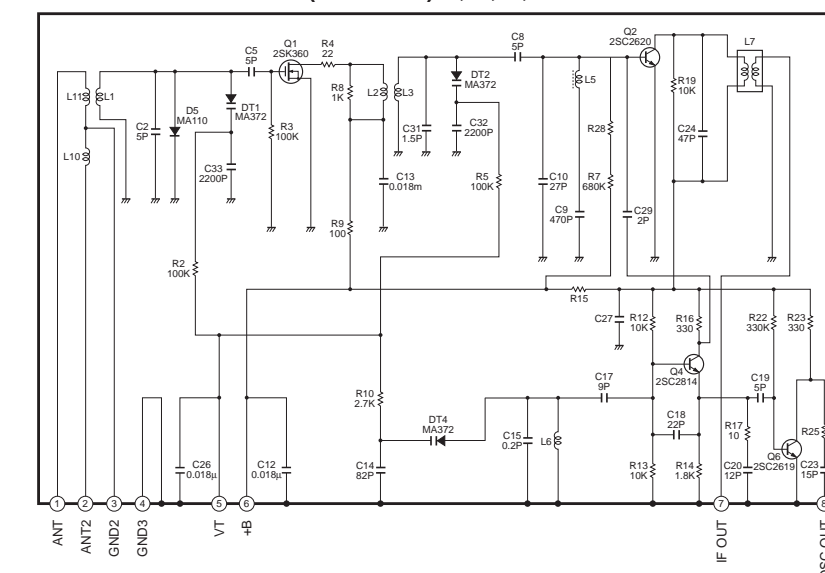 C8
5P
Q2
2SC2620
L7
C5
5P
Q1
2SK360
R4
22
DT2
MA372
R19
10K
L5
L11
L1
R8
1K
L2
L3
D5
MA110
DT1
MA372
C2
5P
R3
100K
C31
1.5P
C32
2200P
R28
C24
47P
L10
C33
2200P
C13
0.018m
R5
100K
C10
27P
R7
680K
C9
470P
C29
2P
R9
100
R2
100K
R15
C27
R12
10K
R16
330
R22
330K
R23
330
Q4
2SC2814
C17
9P
C19
5P
R10
2.7K
DT4
MA372
C18
22P
R17
10
R25
C15
0.2P
L6
Q6
2SC2619
C26
0.018μ
C12
0.018μ
C14
82P
R13
10K
R14
1.8K
C20
12P
C23
15P
1
2
3
4
5
6
7
8
ANT
ANT2
GND2
GND3
VT
+B
IF OUT
OSC OUT